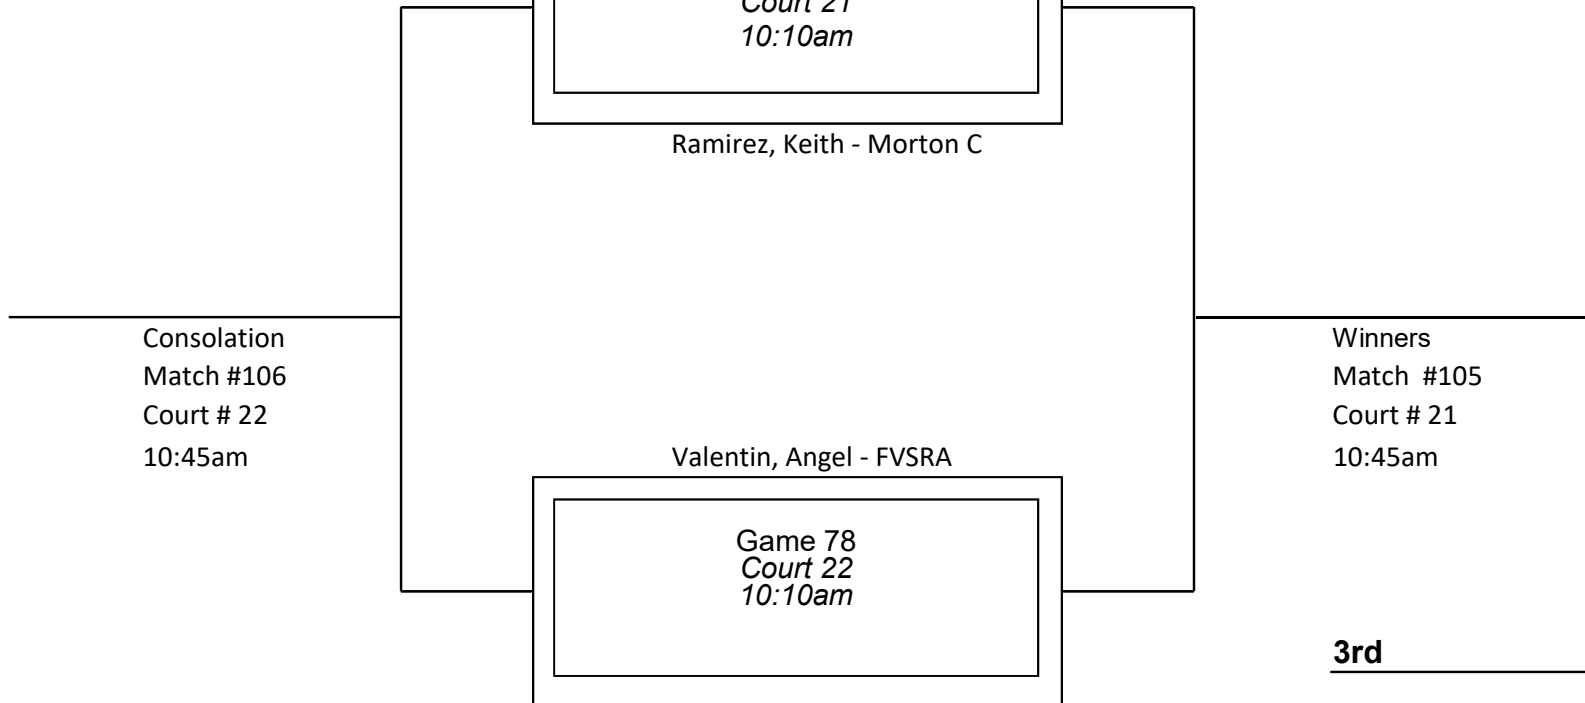 Court 21
10:10am
Ramirez, Keith - Morton C
Consolation
Match #106
Court # 22
10:45am
Winners
Match  #105
Court # 21
10:45am
Valentin, Angel - FVSRA
Game 78
Court 22
10:10am
3rd